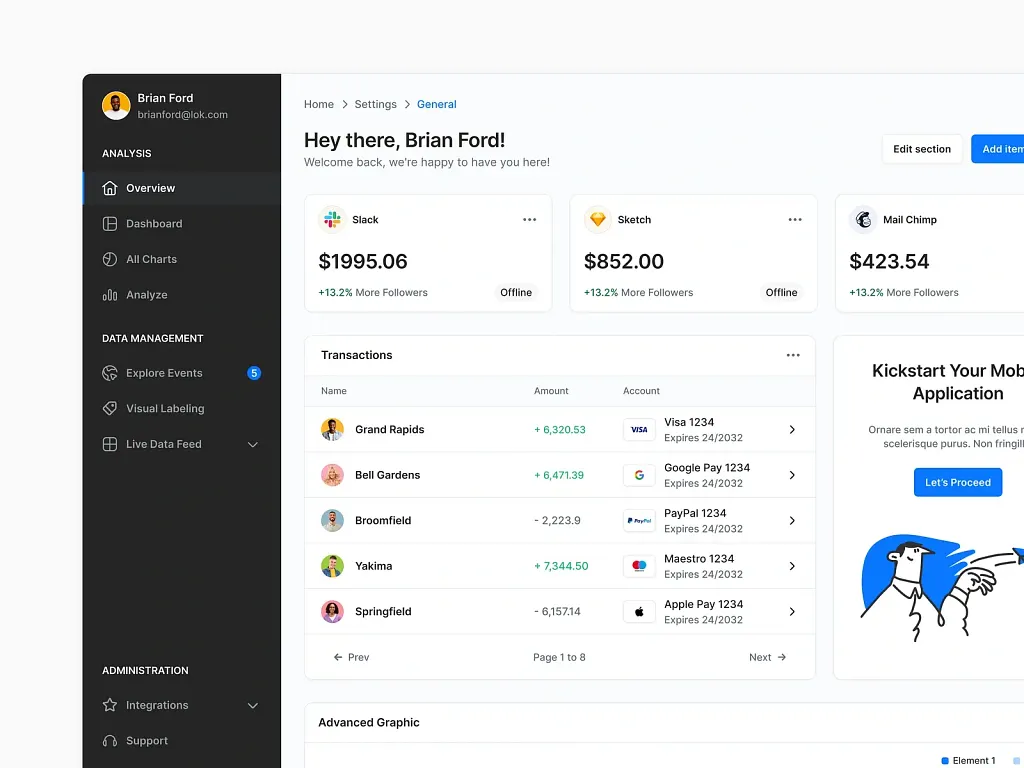 Brian Ford
brianford@lok.com
ANALYSIS
Overview
Dashboard
All Charts
Analyze
DATA MANAGEMENT
Explore Events 5
Visual Labeling
Live Data Feed
ADMINISTRATION
Integrations
Support
Home > Settings > General
Hey there, Brian Ford!
Welcome back, we're happy to have you here!
Edit section
Add item
Slack
$1995.06
+13.2% More Followers Offline
Sketch
$852.00
+13.2% More Followers Offline
Mail Chimp
$423.54
+13.2% More Followers
Transactions
Name Amount Account
Grand Rapids + 6,320.53 VISA Visa 1234
Expires 24/2032
Bell Gardens + 6,471.39 Google Pay 1234
Expires 24/2032
Broomfield - 2,223.9 PayPal PayPal 1234
Expires 24/2032
Yakima + 7,344.50 Maestro 1234
Expires 24/2032
Springfield - 6,157.14 Apple Pay 1234
Expires 24/2032
← Prev Page 1 to 8 Next →
Kickstart Your Mob
Application
Ornare sem a tortor ac mi tellus
scelerisque purus. Non fringill
Let's Proceed
Advanced Graphic
Element 1